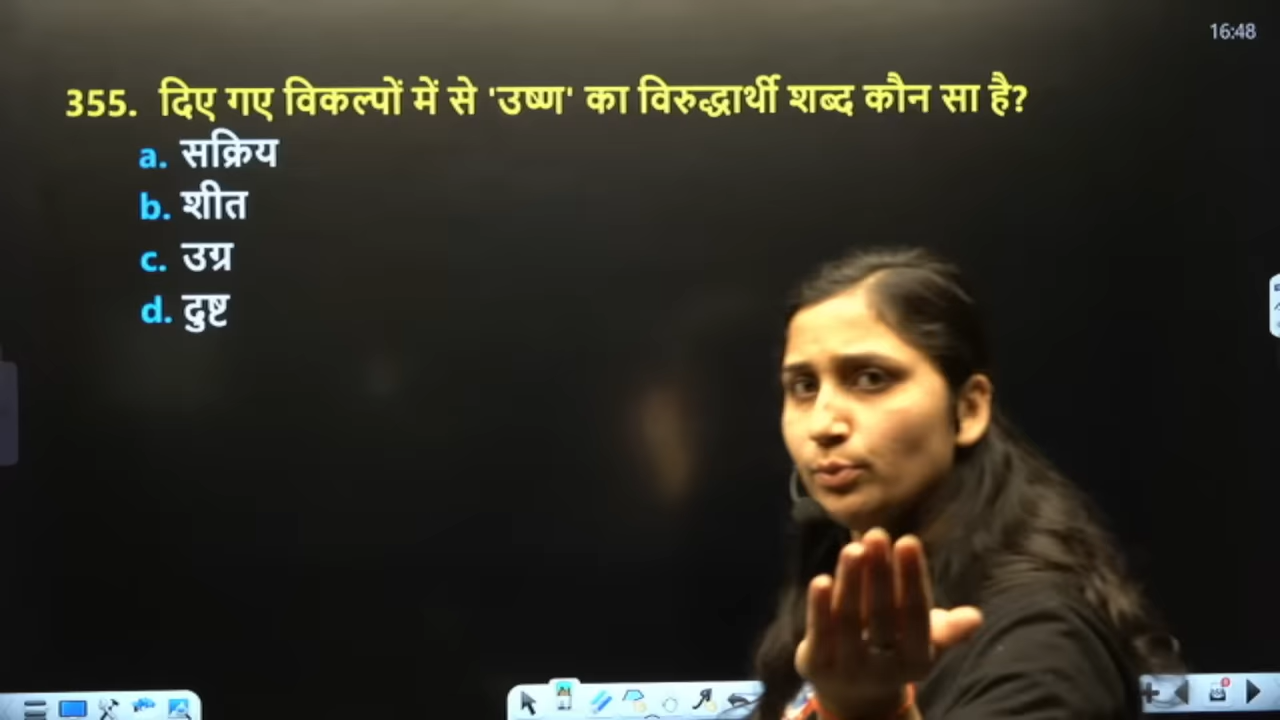 16:48
355. दिए गए विकल्पों में से 'उष्ण' का विरुद्धार्थी शब्द कौन सा है?
a. सक्रिय
b. शीत
c. उग्र
d. दुष्ट